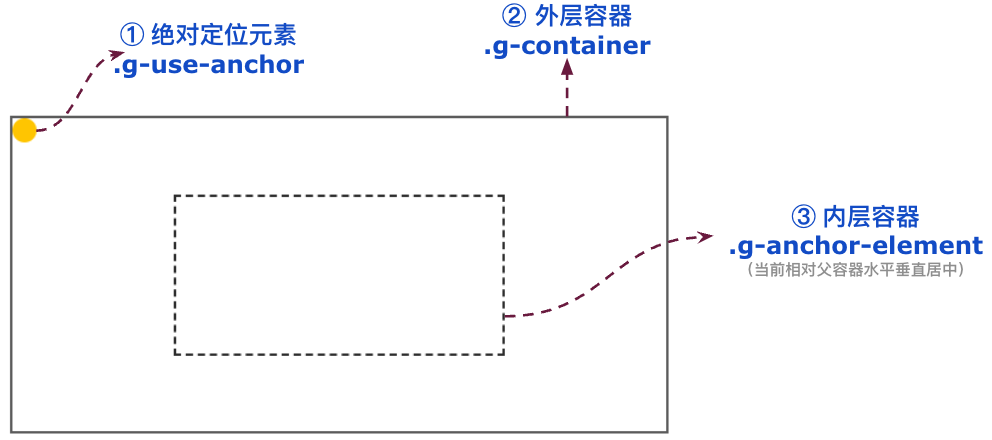 ① 绝对定位元素
.g-use-anchor
② 外层容器
.g-container
③ 内层容器
.g-anchor-element
（当前相对父容器水平垂直居中）